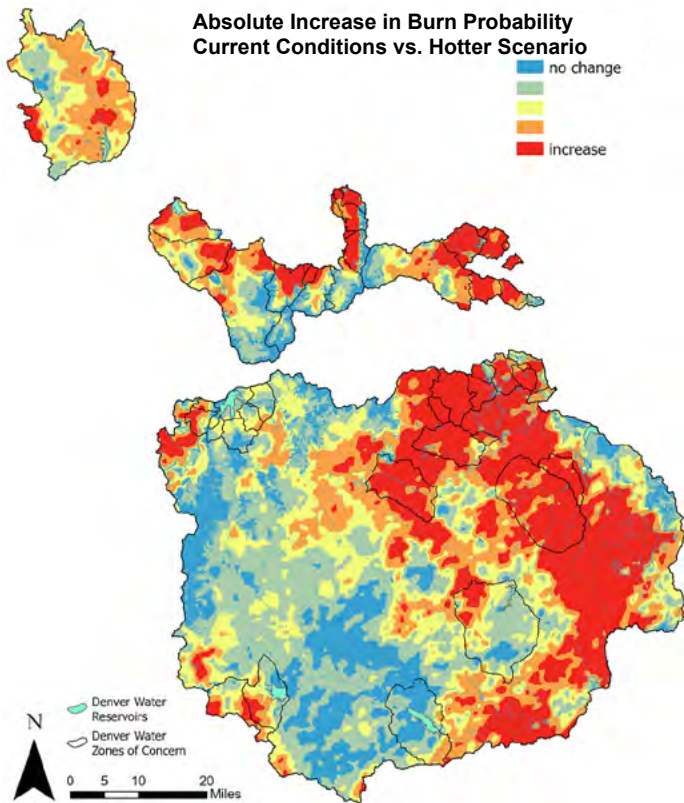 Absolute Increase in Burn Probability
Current Conditions vs. Hotter Scenario
no change
increase
Denver Water
Reservoirs
Denver Water
Zones of Concern
N
0 5 10 20
Miles